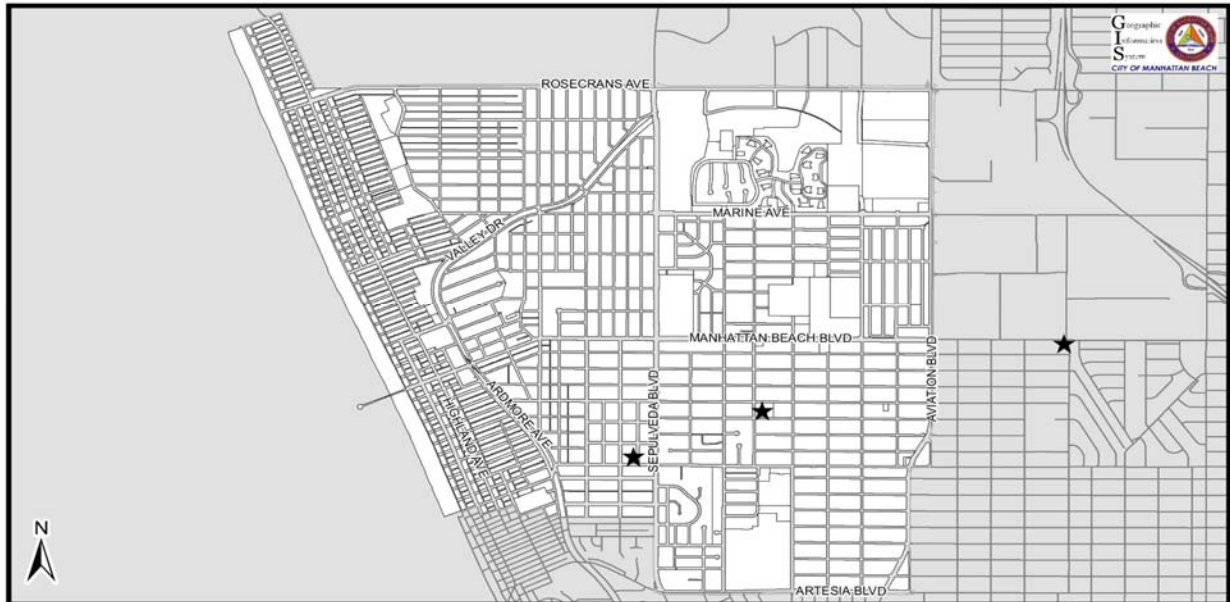 Geographic
Information
System
CITY OF MANHATTAN BEACH
ROSECRANS AVE
MARINE AVE
VALLEY DR
MANHATTAN BEACH BLVD
AVIATION BLVD
SEPULVEDA BLVD
ARDMORE AVE
HIGHLAND AVE
N
ARTESIA BLVD